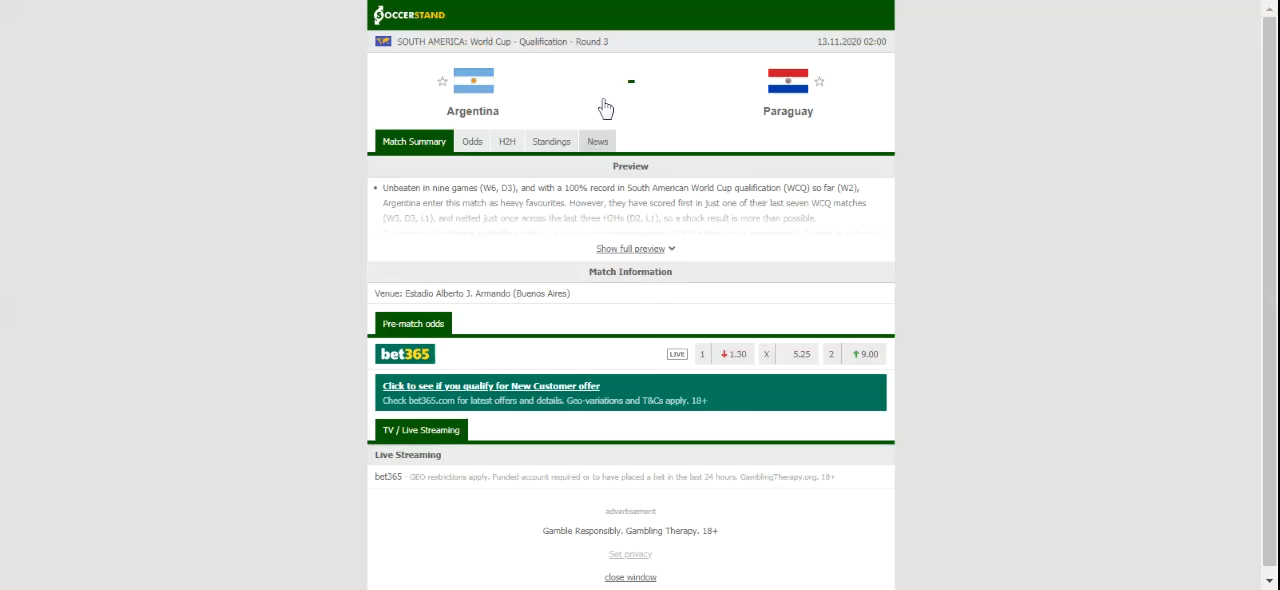 SOCCERSTAND
SOUTH AMERICA: World Cup - Qualification - Round 3 13.11.2020 02:00
-
Argentina Paraguay
Match Summary Odds H2H Standings News
Preview
• Unbeaten in nine games (W6, D3), and with a 100% record in South American World Cup qualification (WCQ) so far (W2),
Argentina enter this match as heavy favourites. However, they have scored first in just one of their last seven WCQ matches
(W3, D3, L1), and netted just once across the last three H2Hs (D2, L1), so a shock result is more than possible.
Show full preview
Match Information
Venue: Estadio Alberto J. Armando (Buenos Aires)
Pre-match odds
bet365 LIVE 1 1.30 X 5.25 2 9.00
Click to see if you qualify for New Customer offer
Check bet365.com for latest offers and details. Geo-variations and T&Cs apply. 18+
TV / Live Streaming
Live Streaming
bet365 - GEO restrictions apply. Funded account required or to have placed a bet in the last 24 hours. GamblingTherapy.org. 18+
advertisement
Gamble Responsibly. Gambling Therapy. 18+
Set privacy
close window